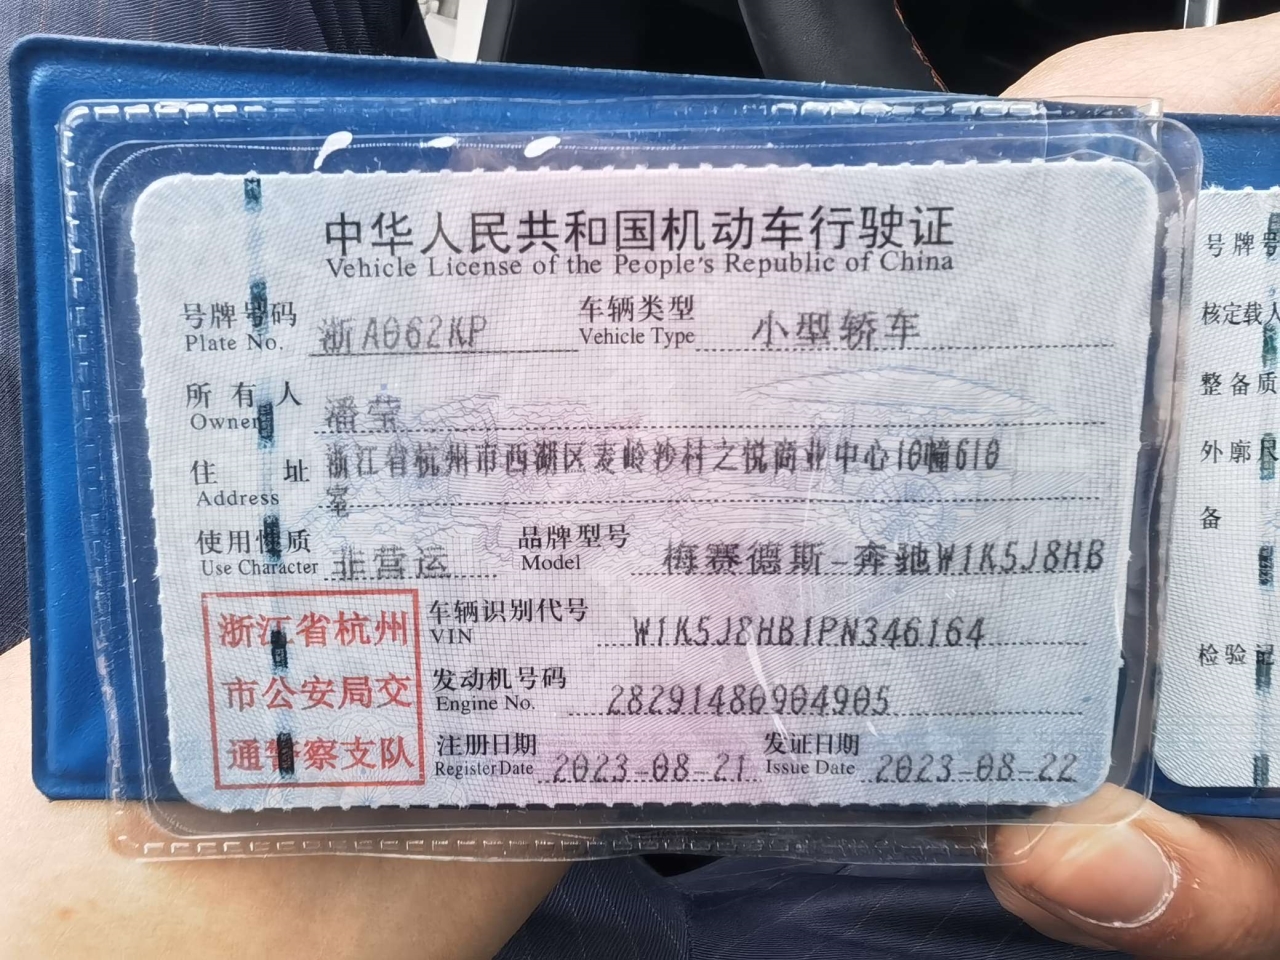 中华人民共和国机动车行驶证
Vehicle License of the People's Republic of China
号牌号码 浙A062KP 车辆类型 小型轿车
Plate No. Vehicle Type
所有人 潘莹
Owner
住址 浙江省杭州市西湖区麦岭沙村之悦商业中心10幢610
Address 室
使用性质 非营运 品牌型号 梅赛德斯-奔驰W1K5J8HB
Use Character Model
浙江省杭州
市公安局交
通警察支队
车辆识别代号 W1K5J8HB1PN346164
VIN
发动机号码 28291480904905
Engine No.
注册日期 2023-08-21 发证日期 2023-08-22
Register Date Issue Date
号牌号
核定载人
整备质
外廓尺
备
检验记